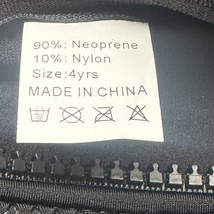 90%: Neoprene
10%: Nylon
Size:4yrs
MADE IN CHINA